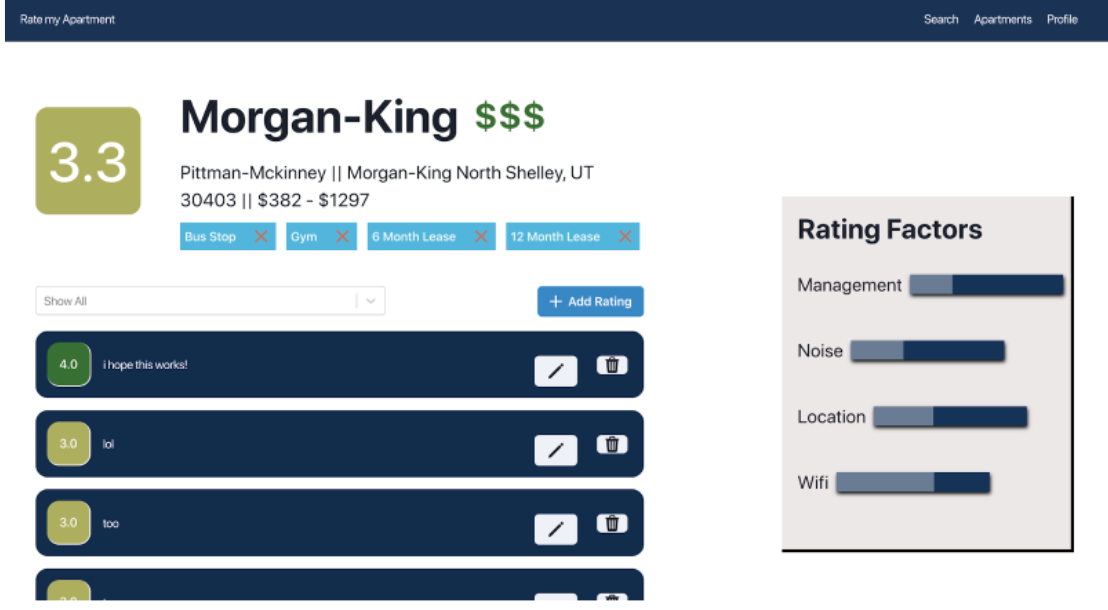 Rate my Apartment
Search Apartments Profile
3.3
Morgan-King $$$
Pittman-Mckinney || Morgan-King North Shelley, UT
30403 || $382 - $1297
Bus Stop Gym 6 Month Lease 12 Month Lease
Show All
+ Add Rating
4.0 i hope this works!
3.0 lol
3.0 too
Rating Factors
Management
Noise
Location
Wifi